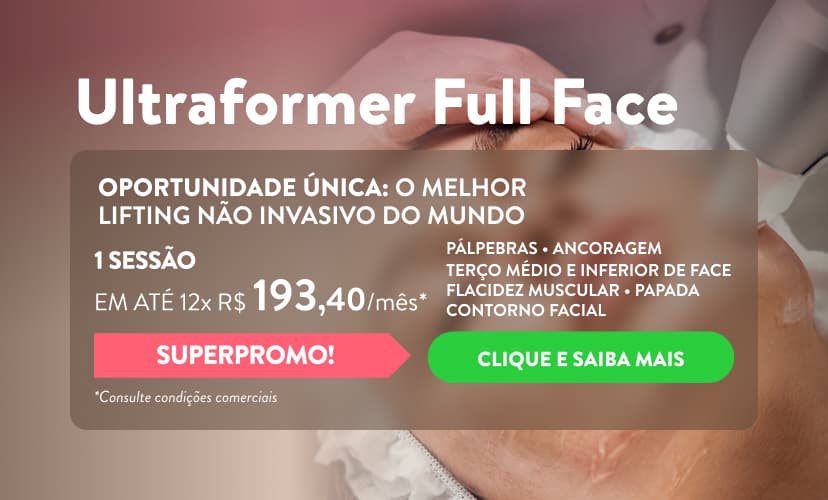 Ultraformer Full Face
OPORTUNIDADE ÚNICA: O MELHOR
LIFTING NÃO INVASIVO DO MUNDO
1 SESSÃO
EM ATÉ 12x R$ 193,40/mês*
PÁLPEBRAS • ANCORAGEM
TERÇO MÉDIO E INFERIOR DE FACE
FLACIDEZ MUSCULAR • PAPADA
CONTORNO FACIAL
SUPERPROMO!
CLIQUE E SAIBA MAIS
*Consulte condições comerciais